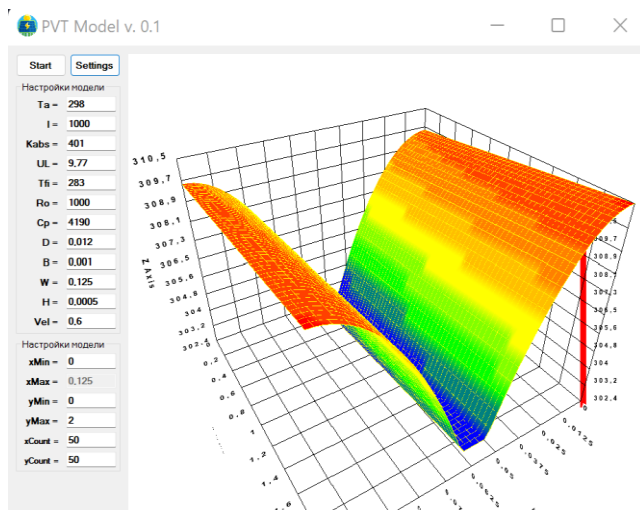 PVT Model v. 0.1
Start Settings
Настройки модели
Ta = 298
I = 1000
Kabs = 401
UL = 9,77
Tfi = 283
Ro = 1000
Cp = 4190
D = 0,012
B = 0,001
W = 0,125
H = 0,0005
Vel = 0,6
Настройки модели
xMin = 0
xMax = 0,125
yMin = 0
yMax = 2
xCount = 50
yCount = 50
310,5
309,7
308,9
308,1
307,3
305,6
304,8
304
303,2
302,4
Z Axis
0,2
0,4
0,6
0,8
1
1,2
1,4
309,7
308,9
308,1
307,3
305,6
304,8
304
303,2
302,4
0
0,0125
0,025
0,0375
0,05
0,0625